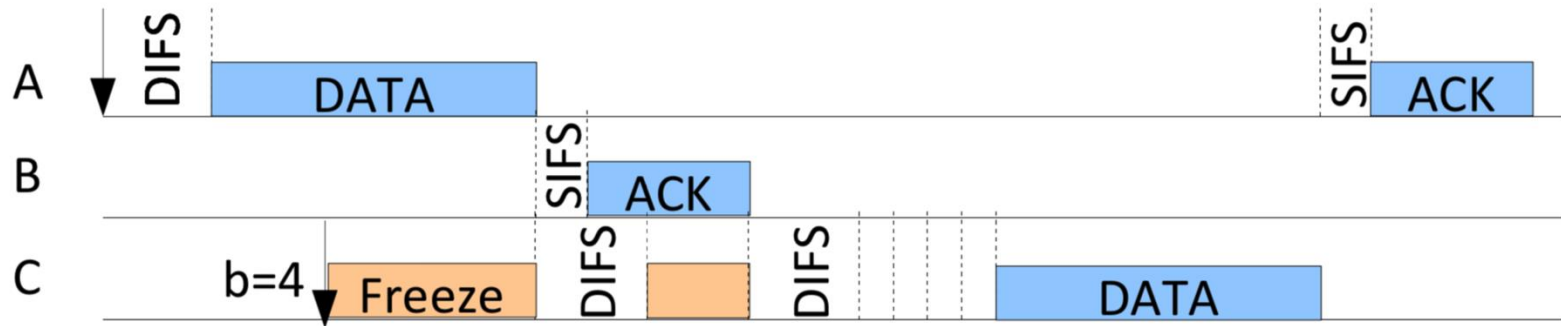 A DIFS DATA SIFS ACK
B SIFS ACK
C b=4 Freeze DIFS DIFS DATA